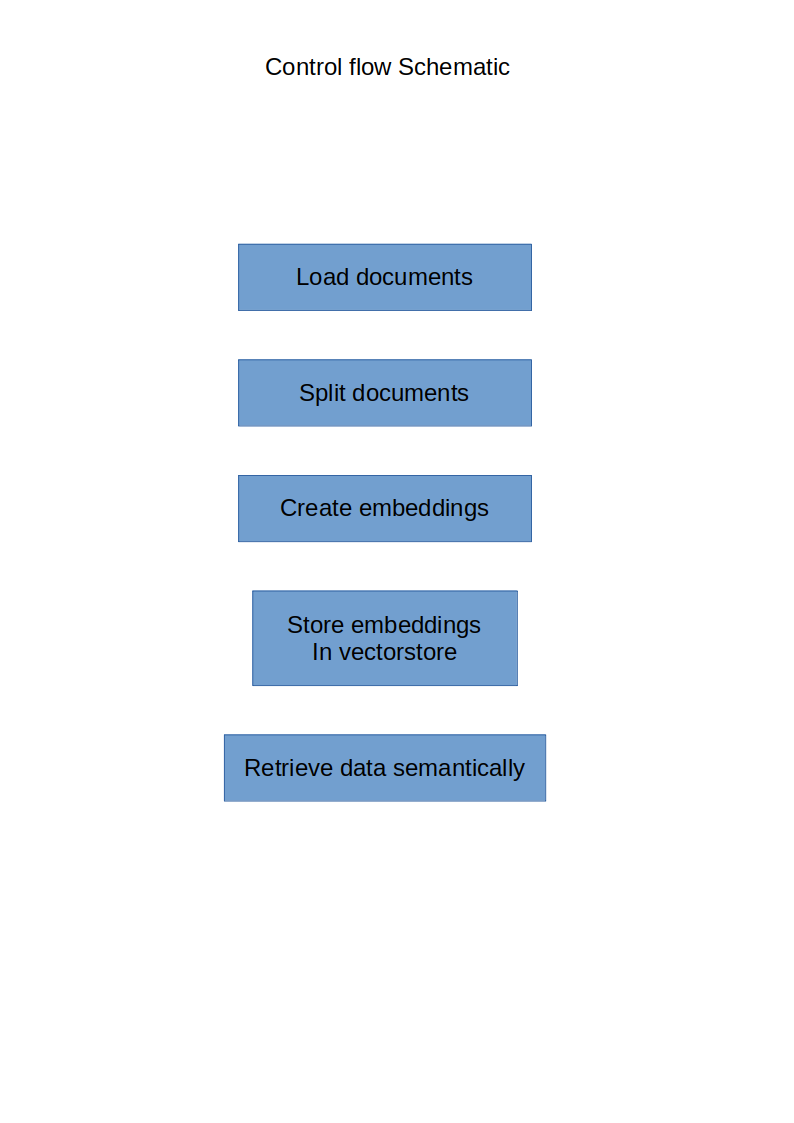 Control flow Schematic
Load documents
Split documents
Create embeddings
Store embeddings
In vectorstore
Retrieve data semantically